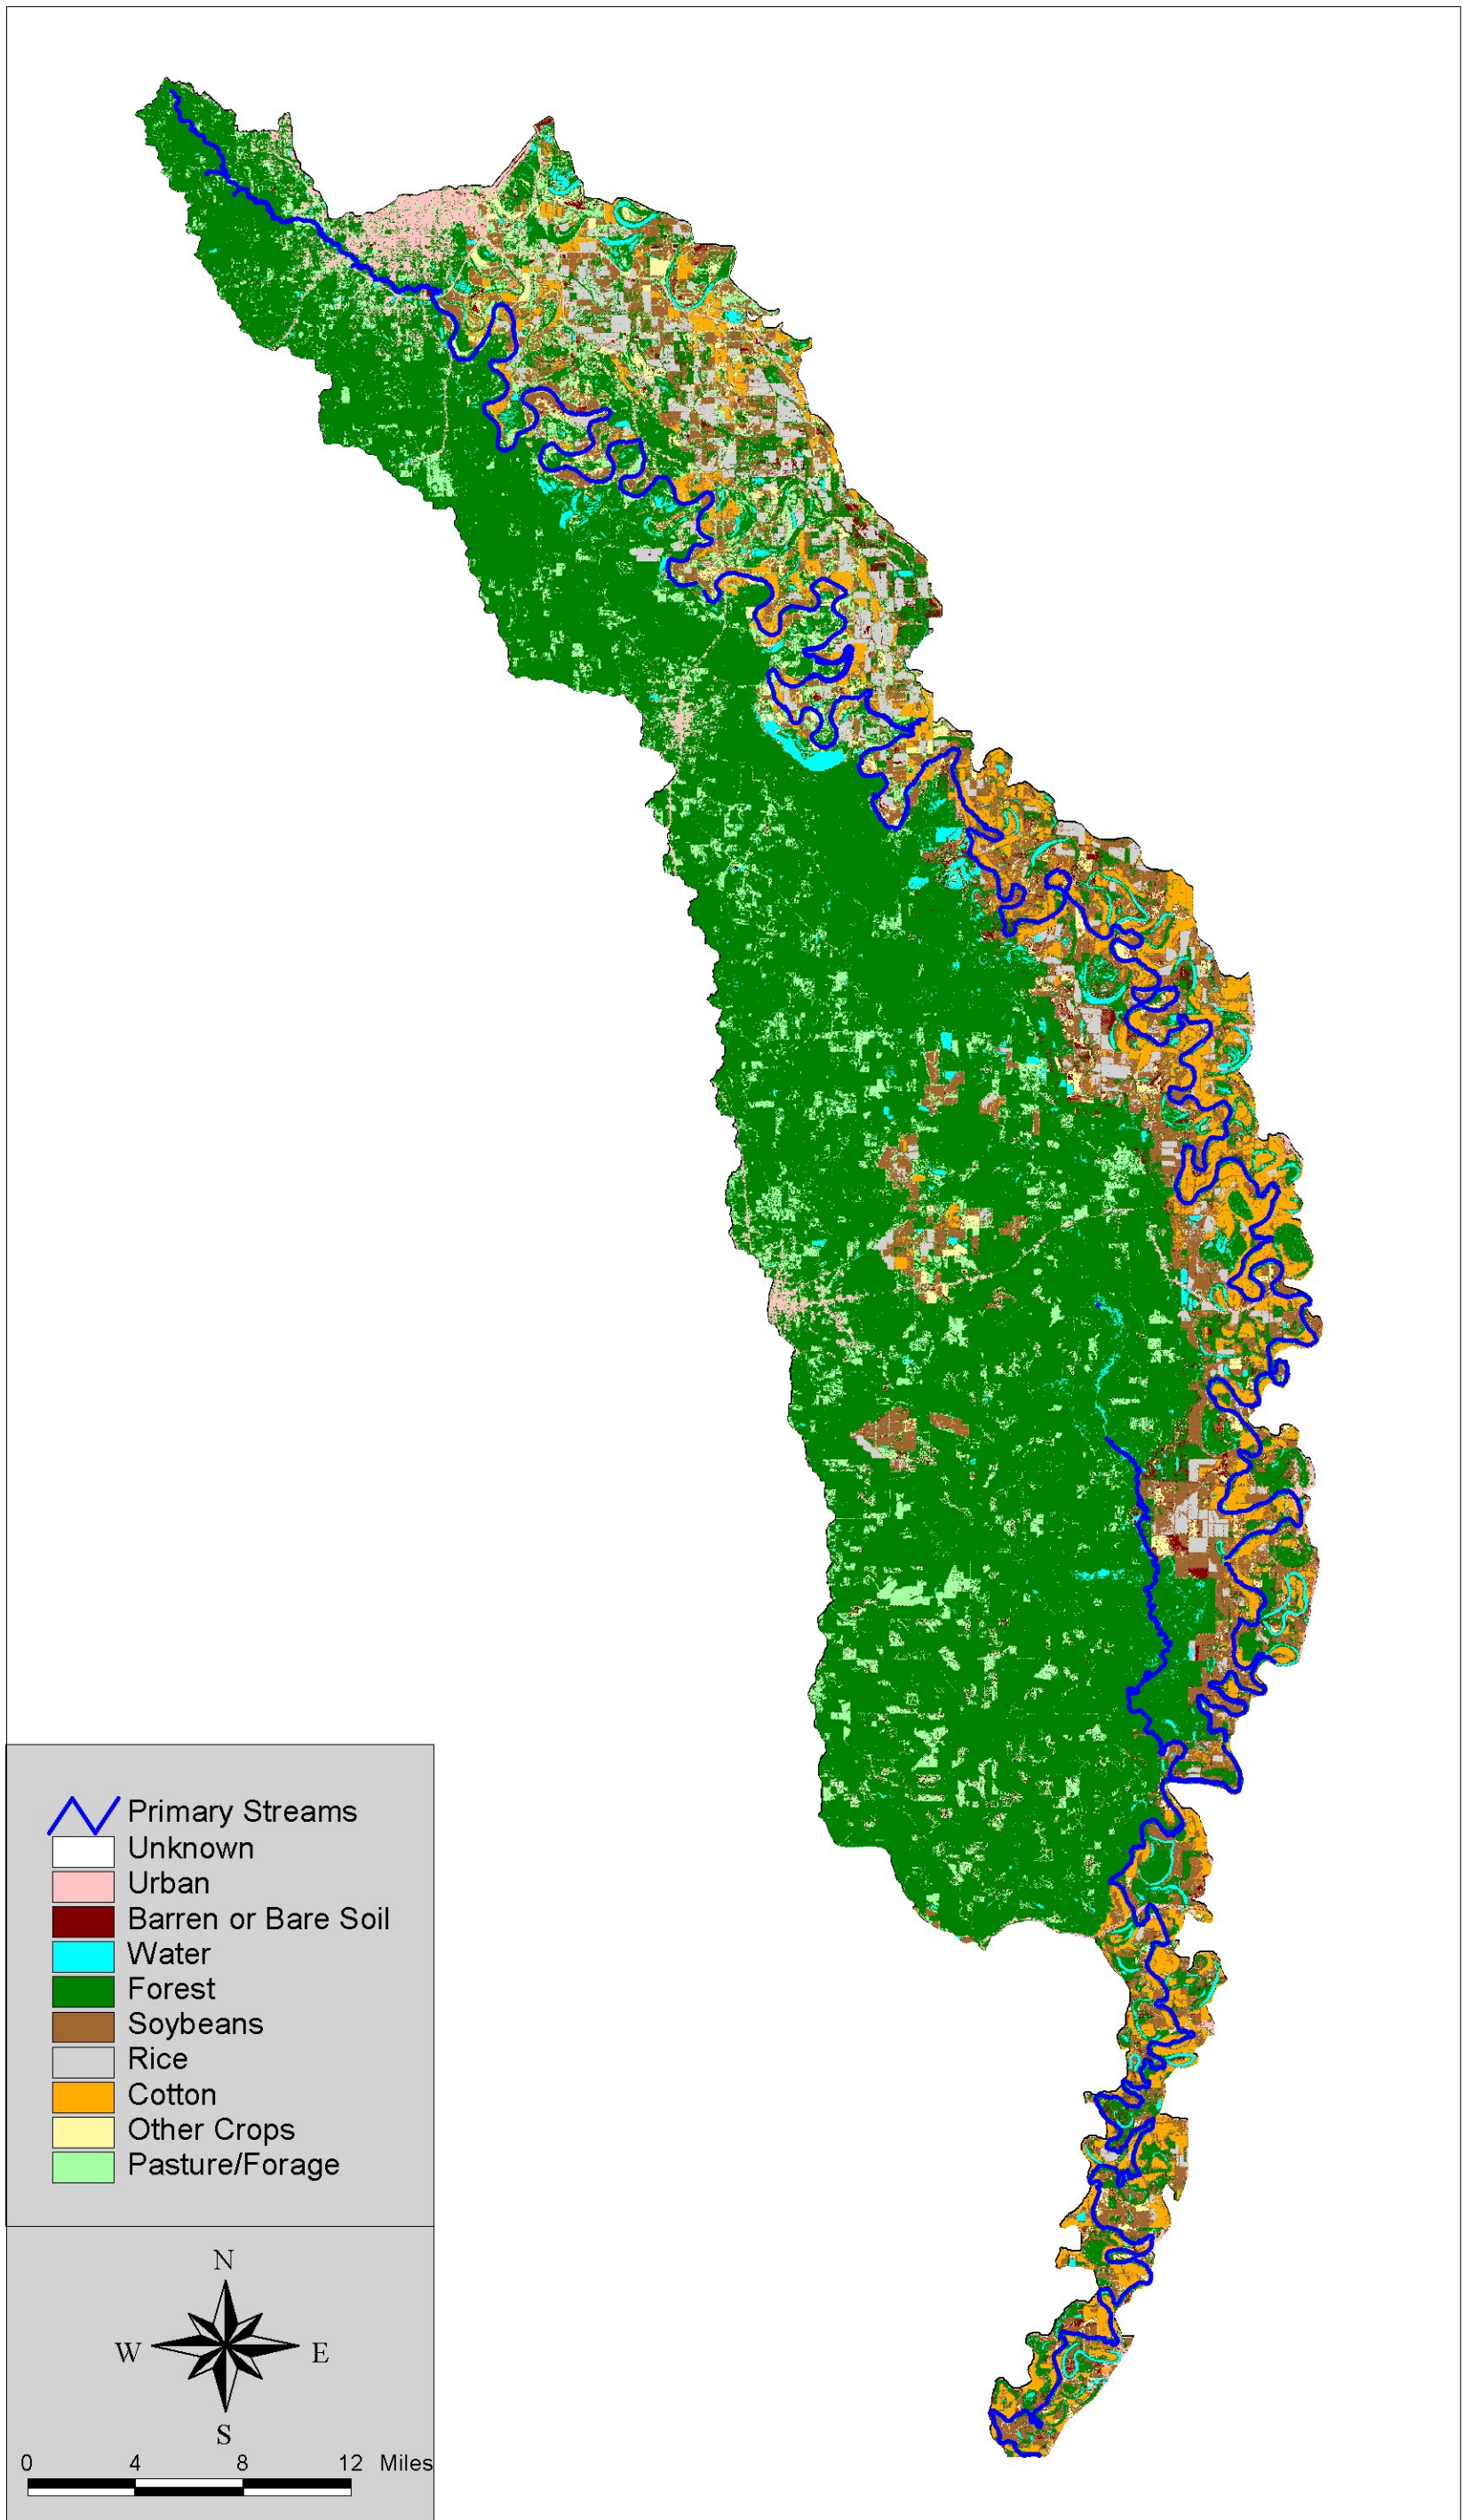 Primary Streams
Unknown
Urban
Barren or Bare Soil
Water
Forest
Soybeans
Rice
Cotton
Other Crops
Pasture/Forage
N
W E
S
0 4 8 12 Miles